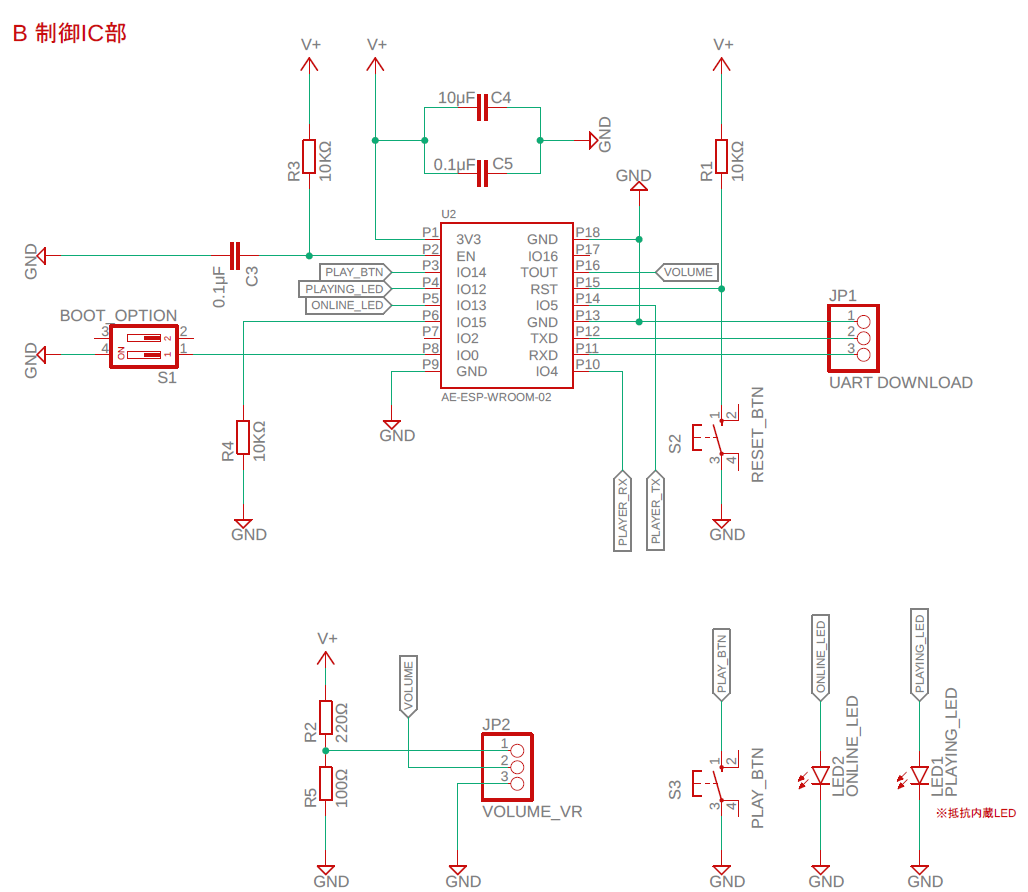 B 制御IC部
V+
V+
V+
10µF
C4
GND
0.1µF
C5
R3
10KΩ
R1
10KΩ
GND
U2
P1
3V3
GND
P18
P2
EN
IO16
P17
P3
IO14
TOUT
P16
P4
IO12
RST
P15
P5
IO13
IO5
P14
P6
IO15
GND
P13
P7
IO2
TXD
P12
P8
IO0
RXD
P11
P9
GND
IO4
P10
AE-ESP-WROOM-02
PLAY_BTN
PLAYING_LED
ONLINE_LED
VOLUME
GND
0.1µF
C3
BOOT_OPTION
3
2
4
1
ON
2
1
S1
GND
JP1
1
2
3
UART DOWNLOAD
GND
R4
10KΩ
GND
PLAYER_RX
PLAYER_TX
S2
1
2
3
4
RESET_BTN
GND
V+
R2
220Ω
R5
100Ω
GND
VOLUME
JP2
1
2
3
VOLUME_VR
GND
PLAY_BTN
S3
1
2
3
4
PLAY_BTN
GND
ONLINE_LED
LED2
ONLINE_LED
GND
PLAYING_LED
LED1
PLAYING_LED
※抵抗内蔵LED
GND